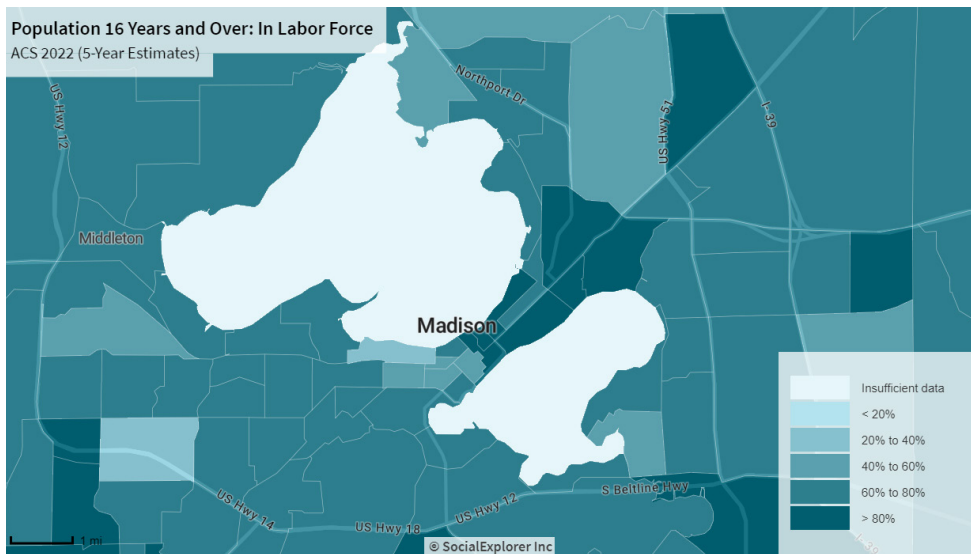 Population 16 Years and Over: In Labor Force
ACS 2022 (5-Year Estimates)
US Hwy 12
Northport Dr
US Hwy 51
I- 39
Middleton
Madison
Insufficient data
< 20%
20% to 40%
40% to 60%
60% to 80%
> 80%
US Hwy 14
US Hwy 18
US Hwy 12
S Beltline Hwy
I- 39
1 mi
© SocialExplorer Inc